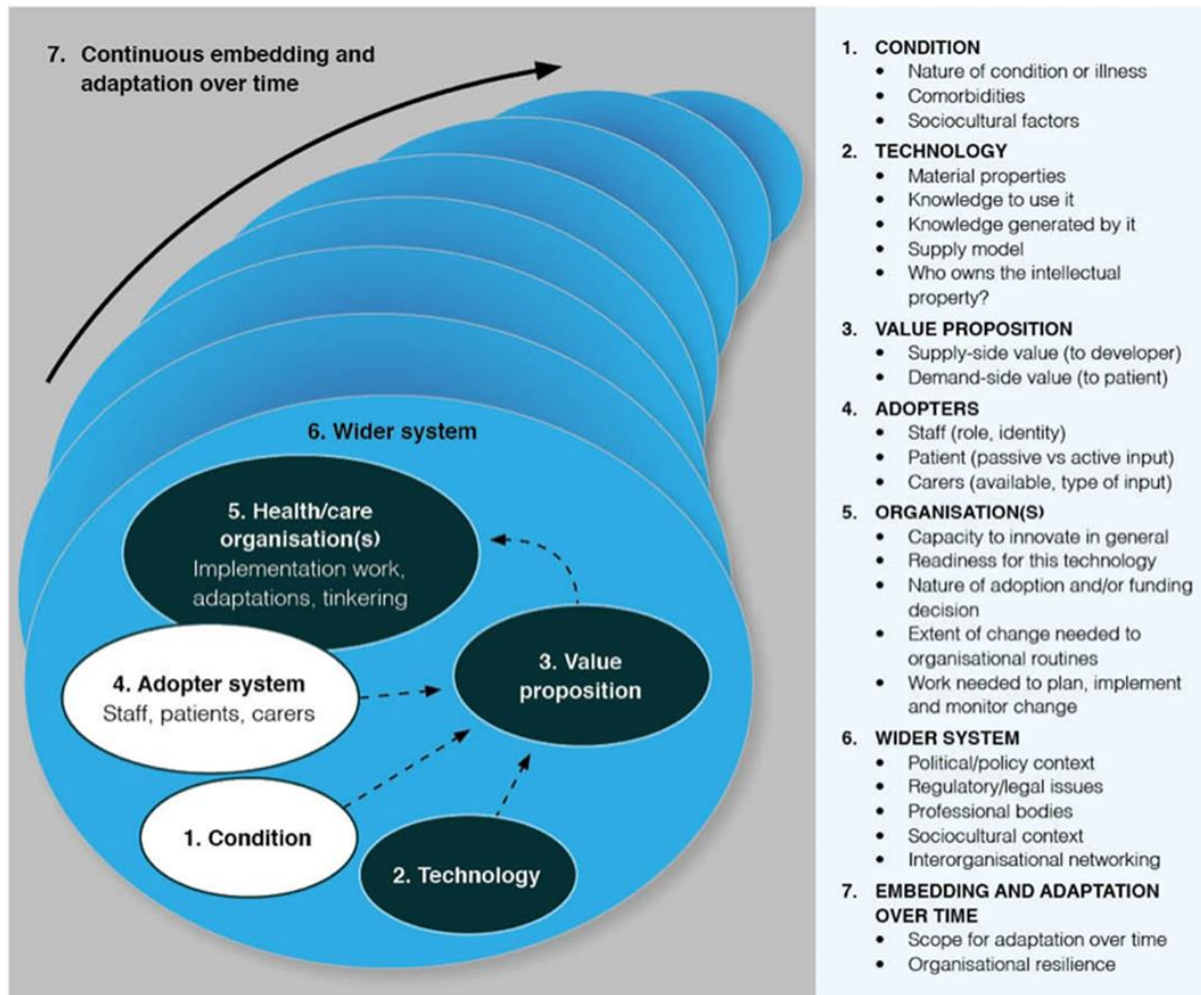 7. Continuous embedding and
adaptation over time
6. Wider system
5. Health/care
organisation(s)
Implementation work,
adaptations, tinkering
4. Adopter system
Staff, patients, carers
3. Value
proposition
1. Condition
2. Technology
1. CONDITION
• Nature of condition or illness
• Comorbidities
• Sociocultural factors
2. TECHNOLOGY
• Material properties
• Knowledge to use it
• Knowledge generated by it
• Supply model
• Who owns the intellectual
property?
3. VALUE PROPOSITION
• Supply-side value (to developer)
• Demand-side value (to patient)
4. ADOPTERS
• Staff (role, identity)
• Patient (passive vs active input)
• Carers (available, type of input)
5. ORGANISATION(S)
• Capacity to innovate in general
• Readiness for this technology
• Nature of adoption and/or funding
decision
• Extent of change needed to
organisational routines
• Work needed to plan, implement
and monitor change
6. WIDER SYSTEM
• Political/policy context
• Regulatory/legal issues
• Professional bodies
• Sociocultural context
• Interorganisational networking
7. EMBEDDING AND ADAPTATION
OVER TIME
• Scope for adaptation over time
• Organisational resilience